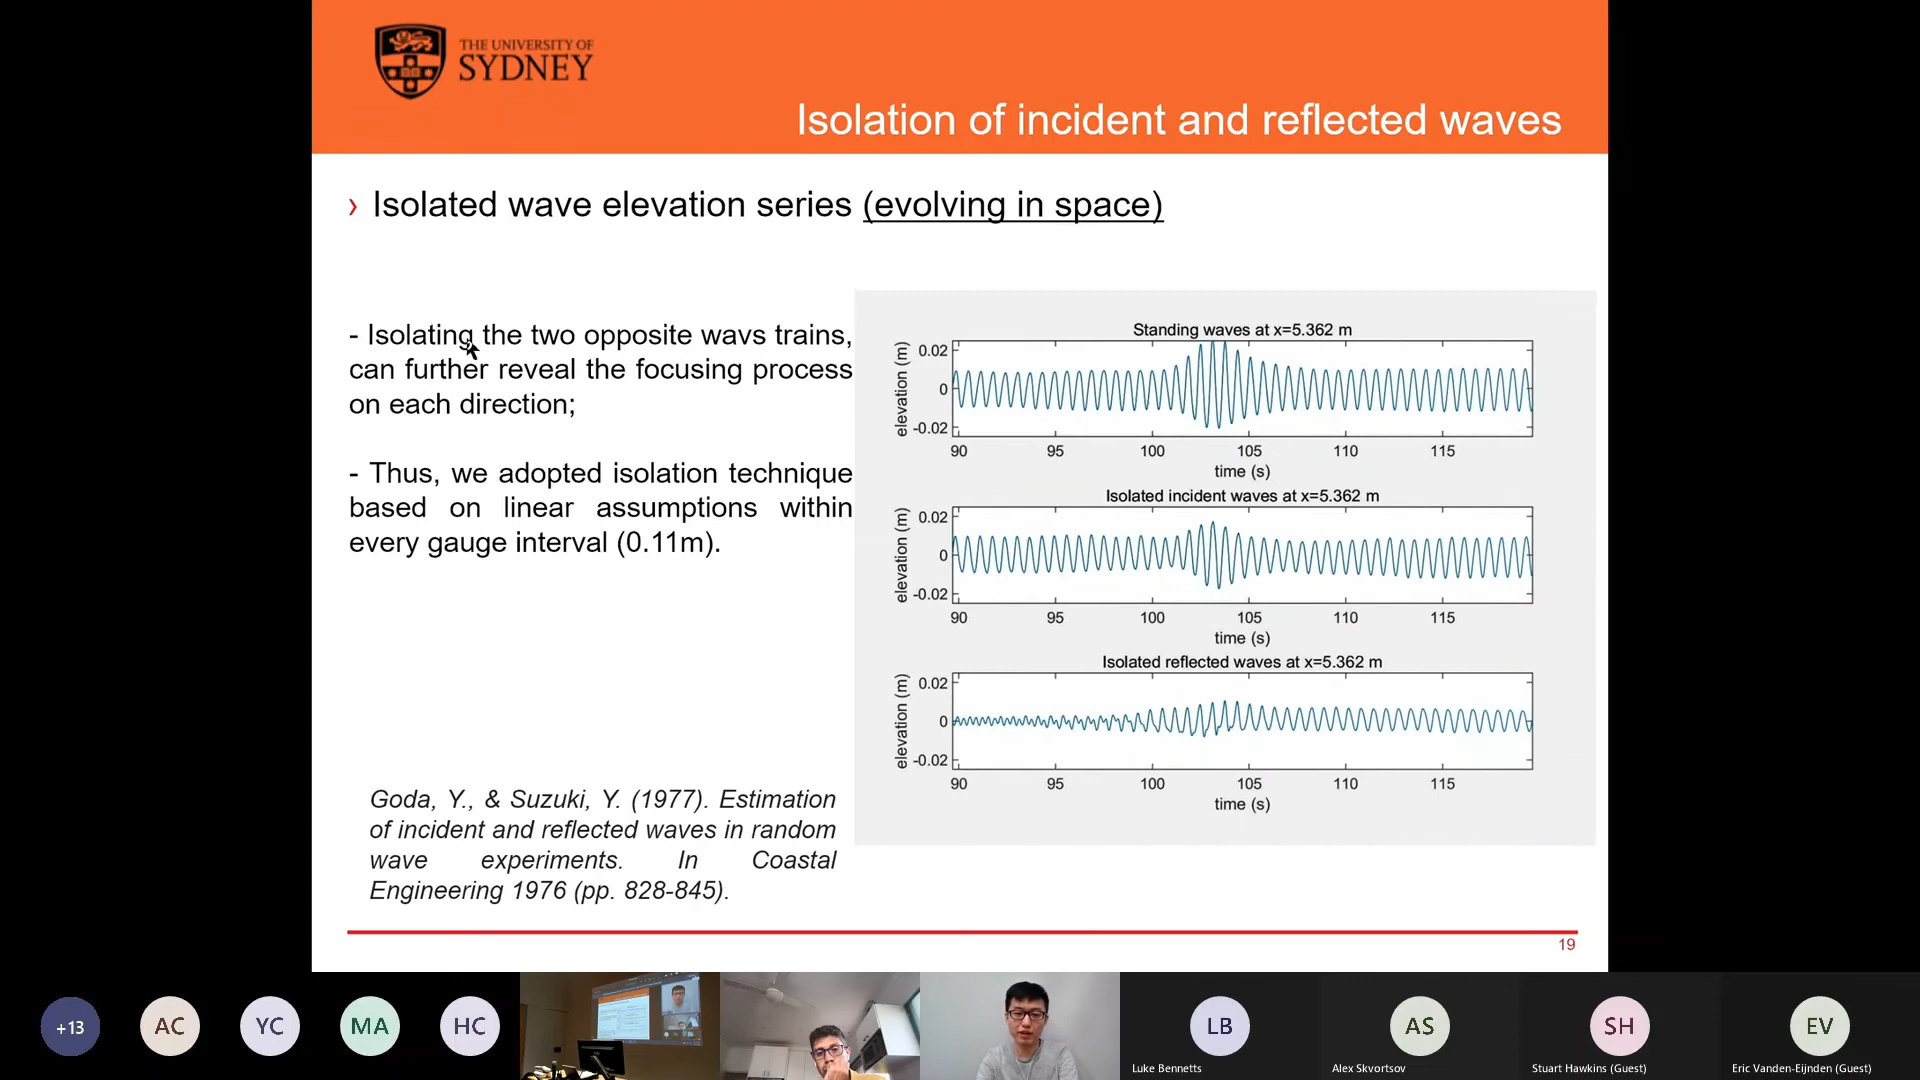 THE UNIVERSITY OF
SYDNEY
Isolation of incident and reflected waves
› Isolated wave elevation series (evolving in space)
- Isolating the two opposite wavs trains,
can further reveal the focusing process
on each direction;
- Thus, we adopted isolation technique
based on linear assumptions within
every gauge interval (0.11m).
Goda, Y., & Suzuki, Y. (1977). Estimation
of incident and reflected waves in random
wave experiments. In Coastal
Engineering 1976 (pp. 828-845).
Standing waves at x=5.362 m
elevation (m)
0.02
0
-0.02
90 95 100 105 110 115
time (s)
Isolated incident waves at x=5.362 m
elevation (m)
0.02
0
-0.02
90 95 100 105 110 115
time (s)
Isolated reflected waves at x=5.362 m
elevation (m)
0.02
0
-0.02
90 95 100 105 110 115
time (s)
19
+13 AC YC MA HC LB AS SH EV
Luke Bennetts Alex Skvortsov Stuart Hawkins (Guest) Eric Vanden-Eijnden (Guest)